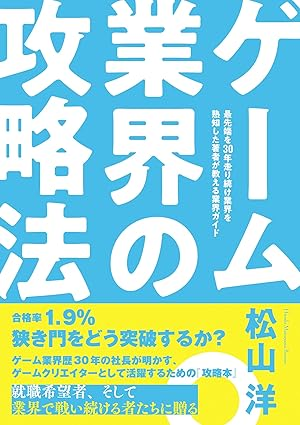 ゲーム
業界の
攻略法
最先端を30年走り続け業界を
熟知した著者が教える業界ガイド
松山洋
合格率1.9%
狭き門をどう突破するか?
ゲーム業界歴30年の社長が明かす、
ゲームクリエイターとして活躍するための『攻略本』
就職希望者、そして
業界で戦い続ける者たちに贈る